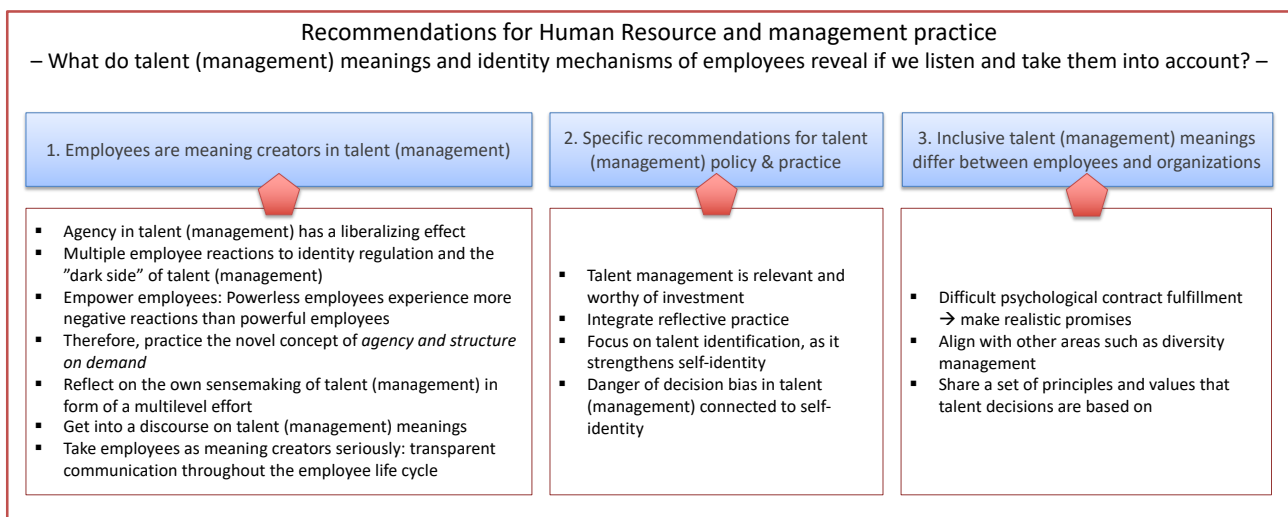 Recommendations for Human Resource and management practice
– What do talent (management) meanings and identity mechanisms of employees reveal if we listen and take them into account? –
1. Employees are meaning creators in talent (management)
▪ Agency in talent (management) has a liberalizing effect
▪ Multiple employee reactions to identity regulation and the
”dark side” of talent (management)
▪ Empower employees: Powerless employees experience more
negative reactions than powerful employees
▪ Therefore, practice the novel concept of agency and structure
on demand
▪ Reflect on the own sensemaking of talent (management) in
form of a multilevel effort
▪ Get into a discourse on talent (management) meanings
▪ Take employees as meaning creators seriously: transparent
communication throughout the employee life cycle
2. Specific recommendations for talent
(management) policy & practice
▪ Talent management is relevant and
worthy of investment
▪ Integrate reflective practice
▪ Focus on talent identification, as it
strengthens self-identity
▪ Danger of decision bias in talent
(management) connected to self-
identity
3. Inclusive talent (management) meanings
differ between employees and organizations
▪ Difficult psychological contract fulfillment
→ make realistic promises
▪ Align with other areas such as diversity
management
▪ Share a set of principles and values that
talent decisions are based on